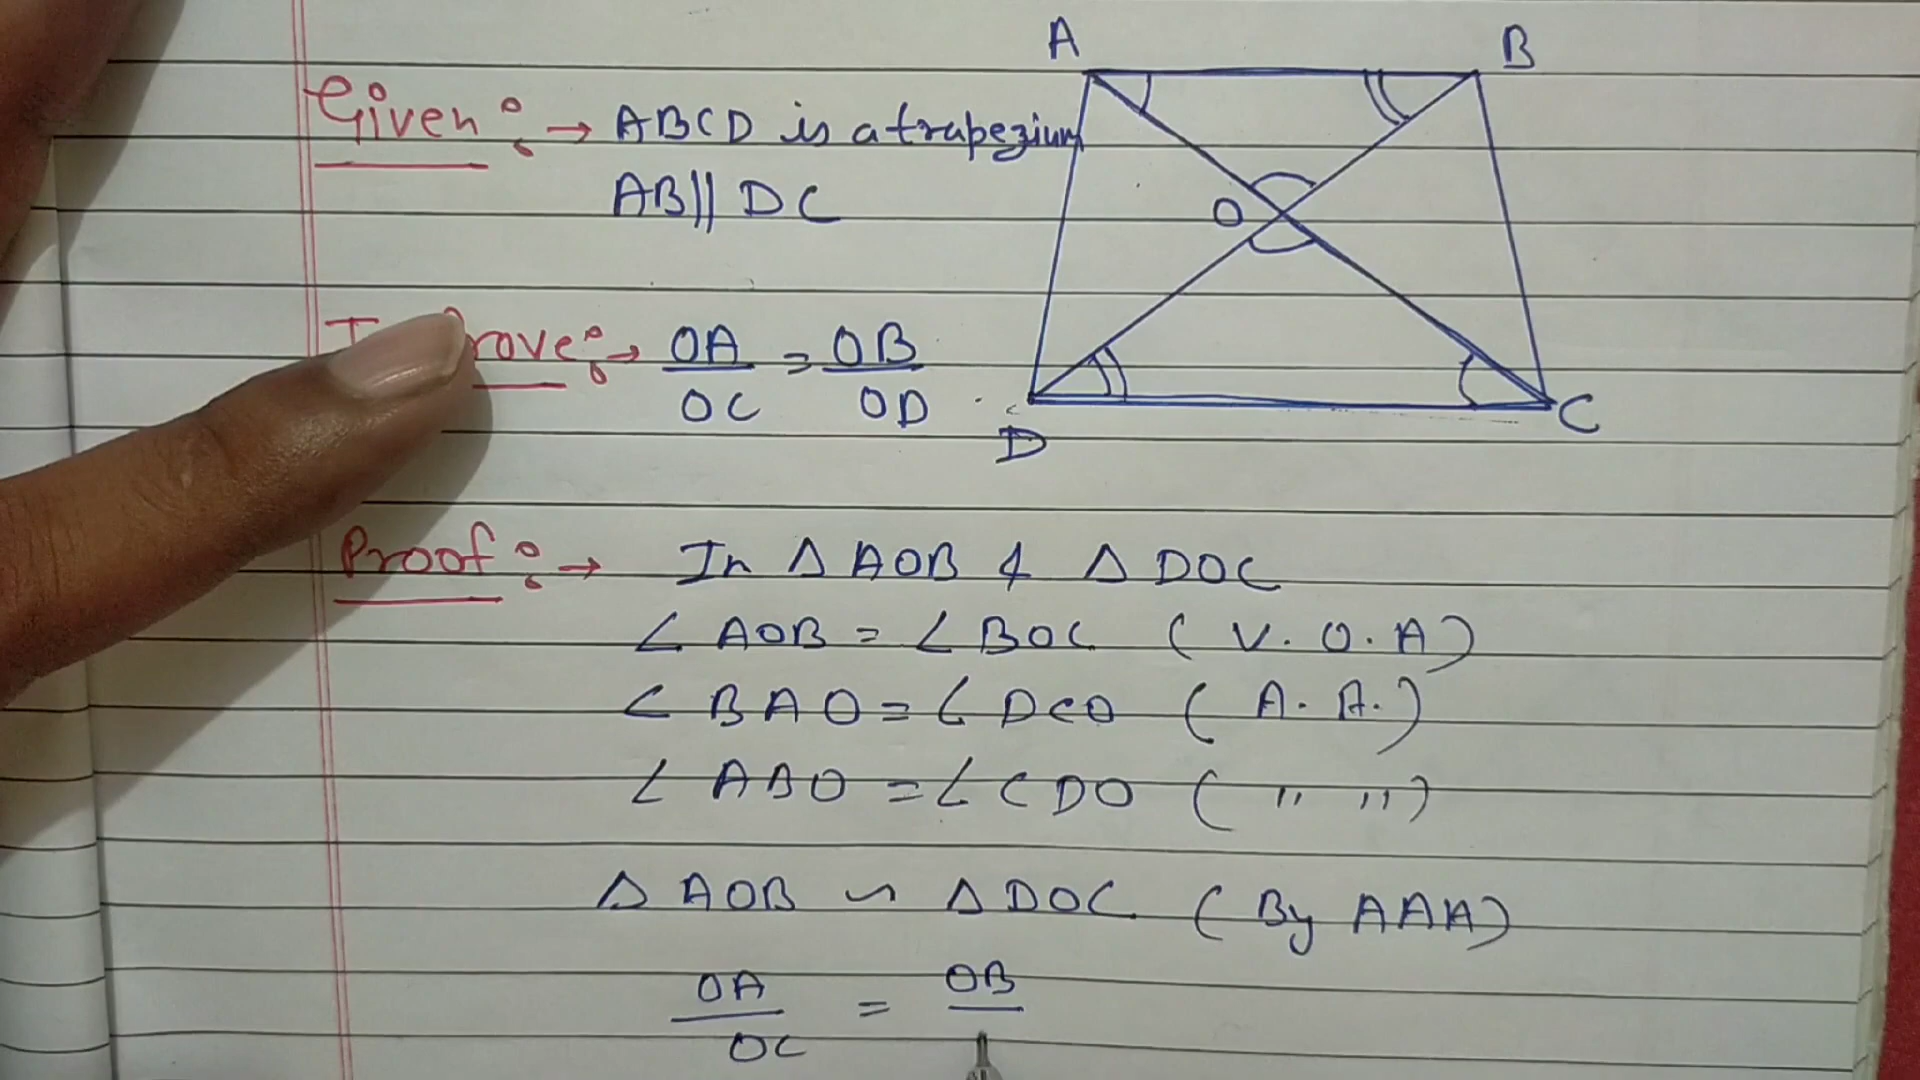 A B
Given :→ ABCD is a trapezium
AB || DC
O
Prove :→ OA/OC = OB/OD
D C
Proof :→ In △ AOB & △ DOC
∠ AOB = ∠ BOC ( V. O. A)
∠ BAO = ∠ DCO ( A. A. )
∠ ABO = ∠ CDO ( " " )
△ AOB ∼ △ DOC ( By AAA)
OA/OC = OB